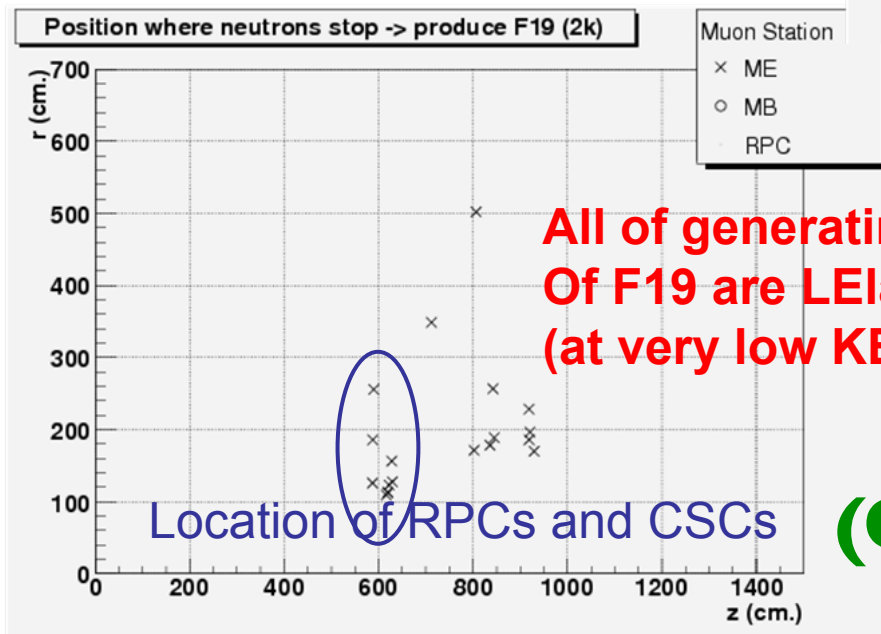 Position where neutrons stop -> produce F19 (2k)
Muon Station
× ME
○ MB
RPC
r (cm.)
700
600
500
400
300
200
100
0
All of generatin
Of F19 are LEl
(at very low K
Location of RPCs and CSCs
(
0 200 400 600 800 1000 1200 1400
z (cm.)